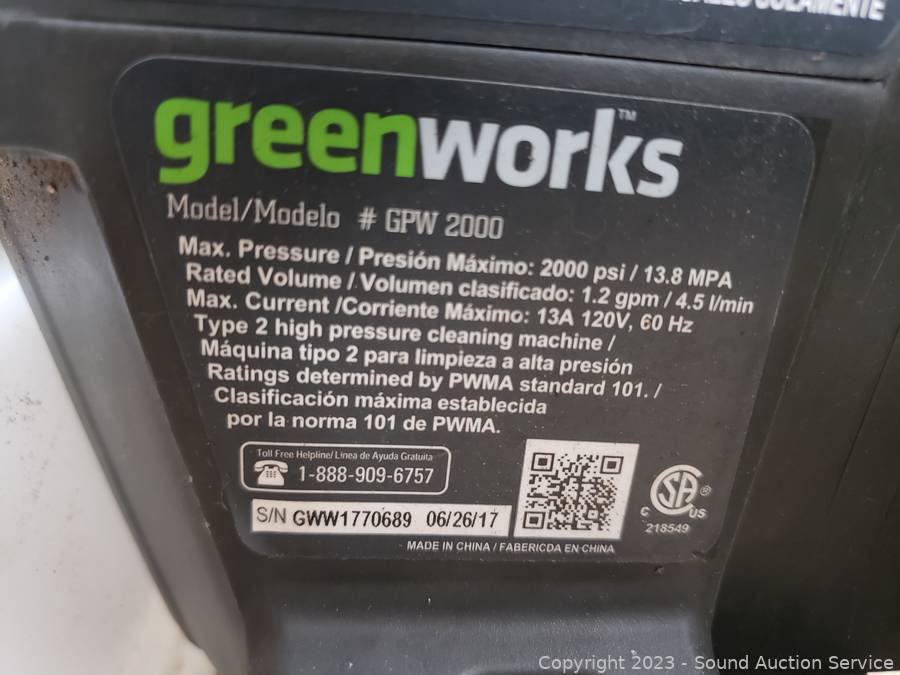 SOLAMENTE
greenworks™
Model/Modelo # GPW 2000
Max. Pressure / Presión Máximo: 2000 psi / 13.8 MPA
Rated Volume / Volumen clasificado: 1.2 gpm / 4.5 l/min
Max. Current /Corriente Máximo: 13A 120V, 60 Hz
Type 2 high pressure cleaning machine /
Máquina tipo 2 para limpieza a alta presión
Ratings determined by PWMA standard 101. /
Clasificación máxima establecida
por la norma 101 de PWMA.
Toll Free Helpline/ Linea de Ayuda Gratuita
1-888-909-6757
S/N GWW1770689 06/26/17
SA®
C US
218549
MADE IN CHINA / FABERICDA EN CHINA
Copyright 2023 - Sound Auction Service